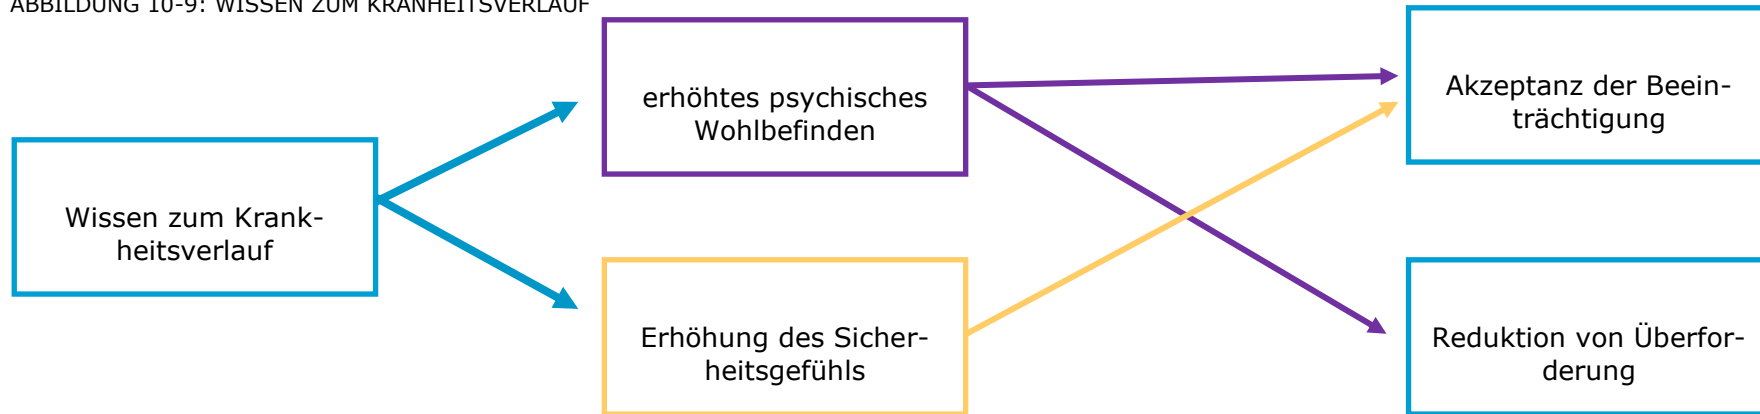 ABBILDUNG 10-9: WISSEN ZUM KRANHEITSVERLAUF
Wissen zum Krank-
heitsverlauf
erhöhtes psychisches
Wohlbefinden
Erhöhung des Sicher-
heitsgefühls
Akzeptanz der Beein-
trächtigung
Reduktion von Überfor-
derung